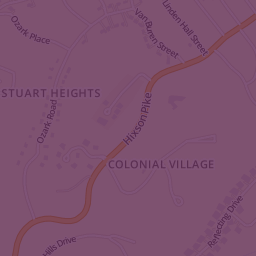 Ozark Place
Van Buren Street
Linden Hall Street
STUART HEIGHTS
Ozark Road
Hixson Pike
COLONIAL VILLAGE
Reflecting Drive
Hills Drive